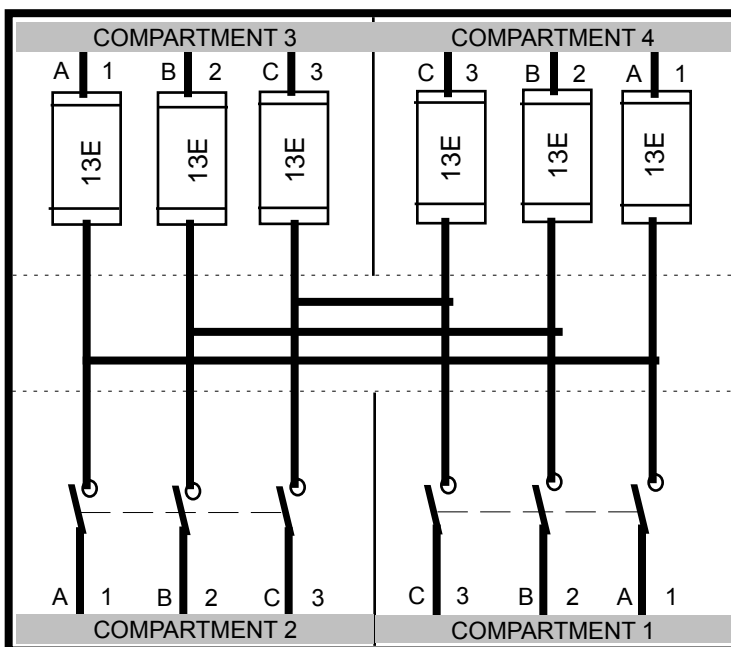 COMPARTMENT 3 COMPARTMENT 4
A 1 B 2 C 3 C 3 B 2 A 1
13E 13E 13E 13E 13E 13E
A 1 B 2 C 3 C 3 B 2 A 1
COMPARTMENT 2 COMPARTMENT 1